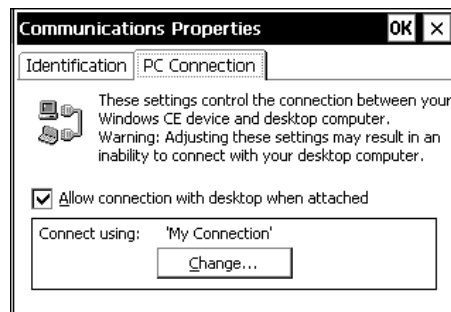 Communications Properties OK ×
Identification PC Connection
These settings control the connection between your
Windows CE device and desktop computer.
Warning: Adjusting these settings may result in an
inability to connect with your desktop computer.
Allow connection with desktop when attached
Connect using: 'My Connection'
Change...